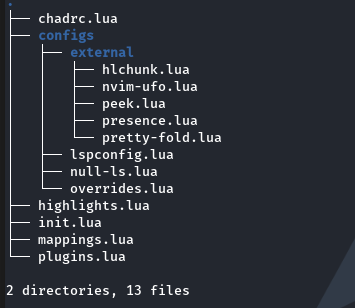 .
├── chadrc.lua
├── configs
│   ├── external
│   │   ├── hlchunk.lua
│   │   ├── nvim-ufo.lua
│   │   ├── peek.lua
│   │   ├── presence.lua
│   │   └── pretty-fold.lua
│   ├── lspconfig.lua
│   ├── null-ls.lua
│   └── overrides.lua
├── highlights.lua
├── init.lua
├── mappings.lua
└── plugins.lua
2 directories, 13 files